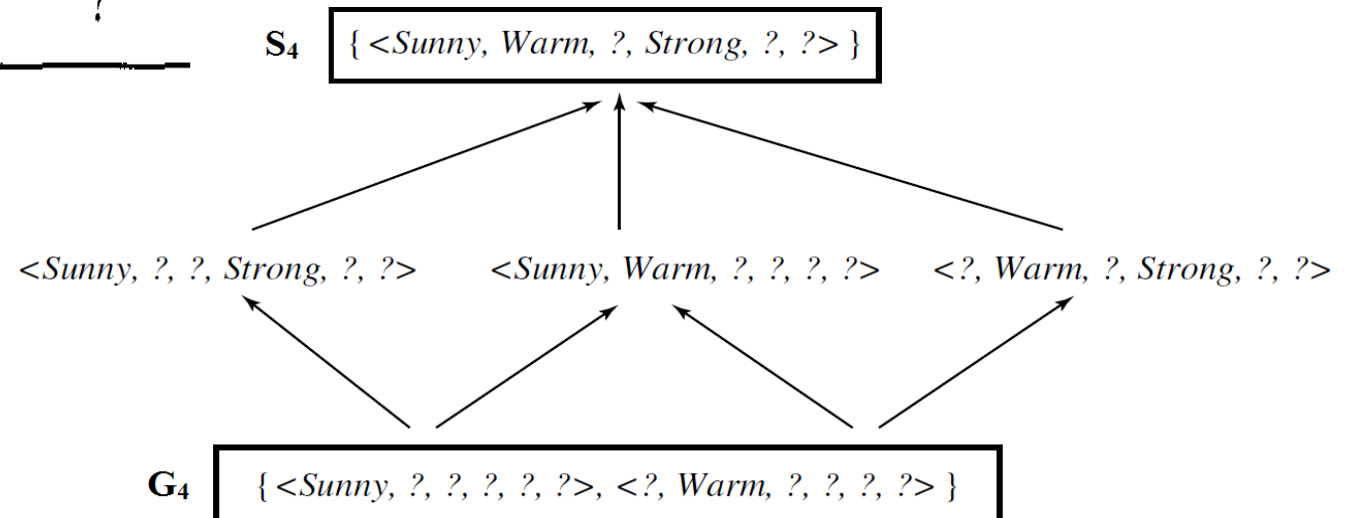 ?
S4 { <Sunny, Warm, ?, Strong, ?, ?> }
<Sunny, ?, ?, Strong, ?, ?> <Sunny, Warm, ?, ?, ?, ?> <?, Warm, ?, Strong, ?, ?>
G4 { <Sunny, ?, ?, ?, ?, ?>, <?, Warm, ?, ?, ?, ?> }